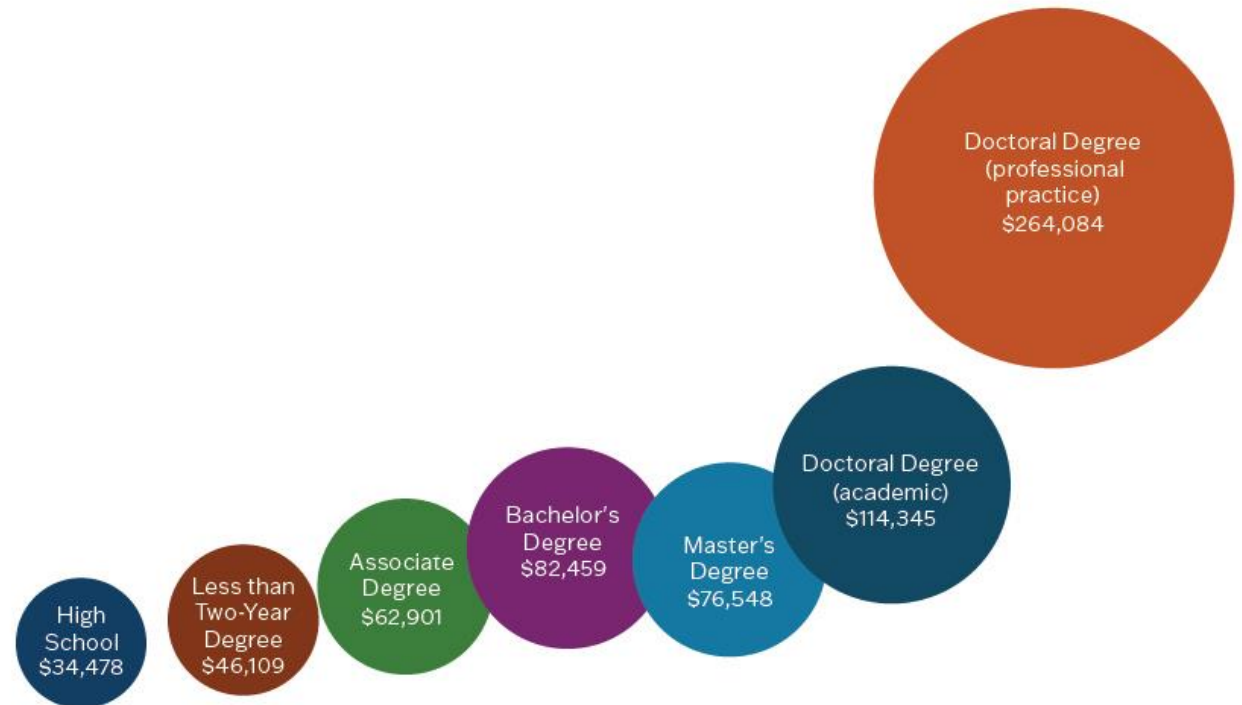 High
School
$34,478
Less than
Two-Year
Degree
$46,109
Associate
Degree
$62,901
Bachelor's
Degree
$82,459
Master's
Degree
$76,548
Doctoral Degree
(academic)
$114,345
Doctoral Degree
(professional
practice)
$264,084